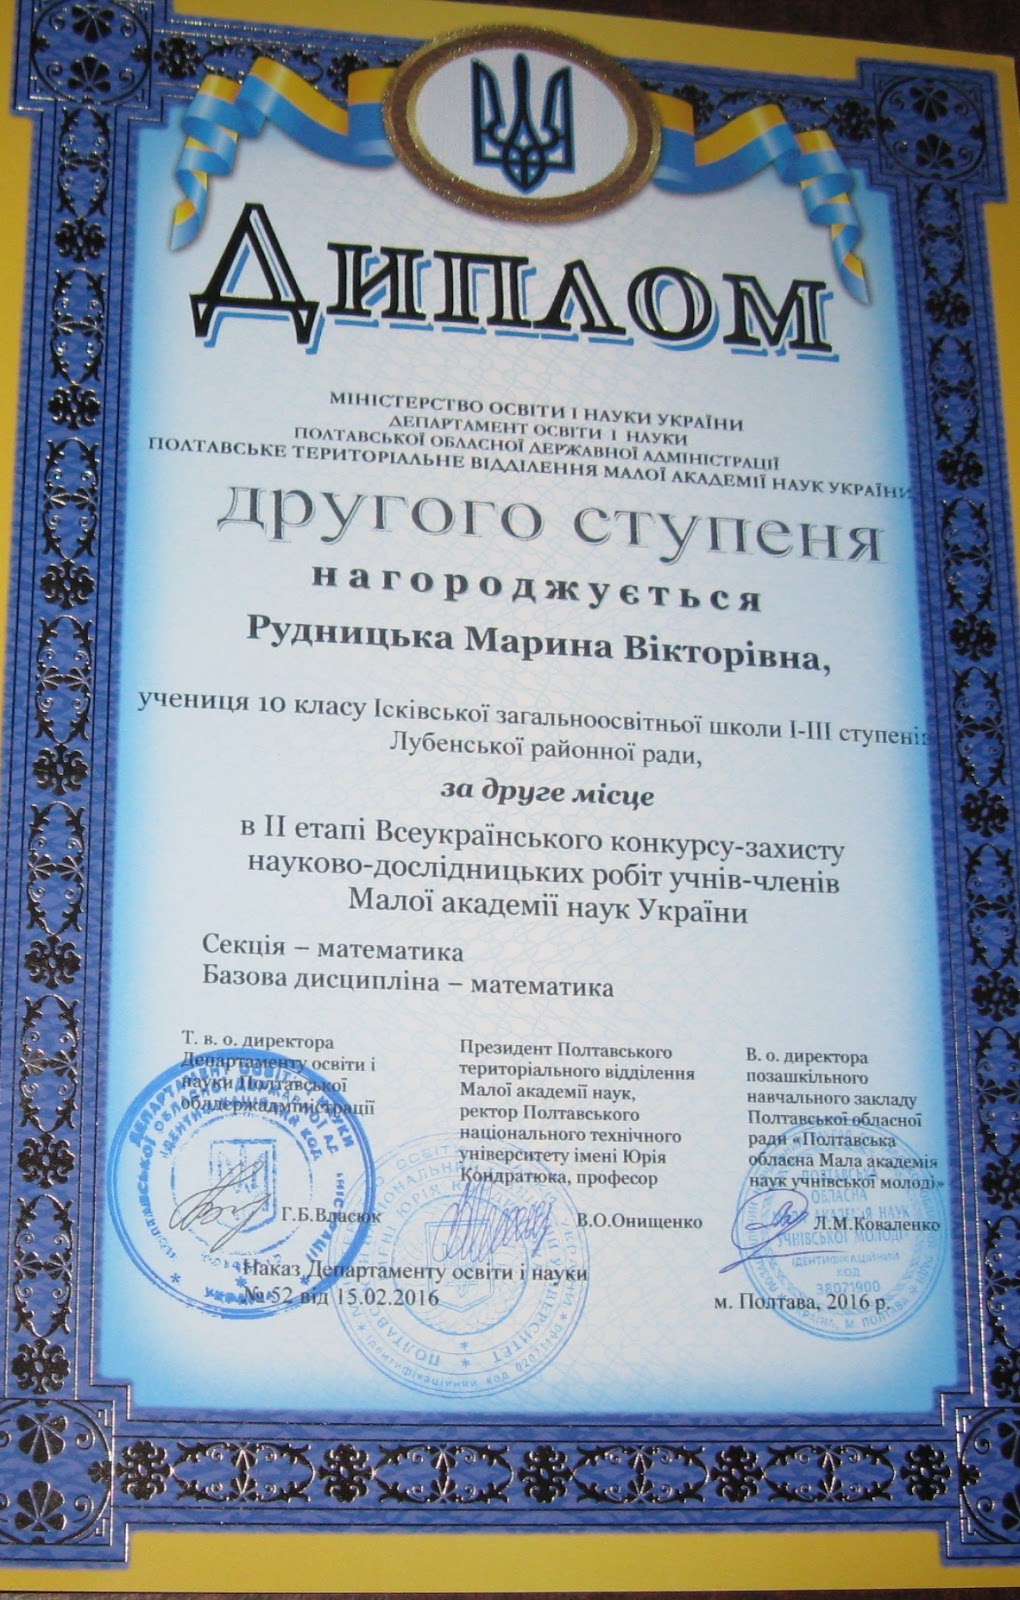 Диплом
МІНІСТЕРСТВО ОСВІТИ І НАУКИ УКРАЇНИ
ДЕПАРТАМЕНТ ОСВІТИ І НАУКИ
ПОЛТАВСЬКОЇ ОБЛАСНОЇ ДЕРЖАВНОЇ АДМІНІСТРАЦІЇ
ПОЛТАВСЬКЕ ТЕРИТОРІАЛЬНЕ ВІДДІЛЕННЯ МАЛОЇ АКАДЕМІЇ НАУК УКРАЇНИ
другого ступеня
нагороджується
Рудницька Марина Вікторівна,
учениця 10 класу Ісківської загальноосвітньої школи І-ІІІ ступенів
Лубенської районної ради,
за друге місце
в ІІ етапі Всеукраїнського конкурсу-захисту
науково-дослідницьких робіт учнів-членів
Малої академії наук України
Секція – математика
Базова дисципліна – математика
Т. в. о. директора
Департаменту освіти і
науки Полтавської
облдержадміністрації
Г.Б.Власюк
Президент Полтавського
територіального відділення
Малої академії наук,
ректор Полтавського
національного технічного
університету імені Юрія
Кондратюка, професор
В.О.Онищенко
В. о. директора
позашкільного
навчального закладу
Полтавської обласної
ради «Полтавська
обласна Мала академія
наук учнівської молоді»
Л.М.Коваленко
Наказ Департаменту освіти і науки
№ 52 від 15.02.2016
м. Полтава, 2016 р.
ІДЕНТИФІКАЦІЙНИЙ
КОД
38071900